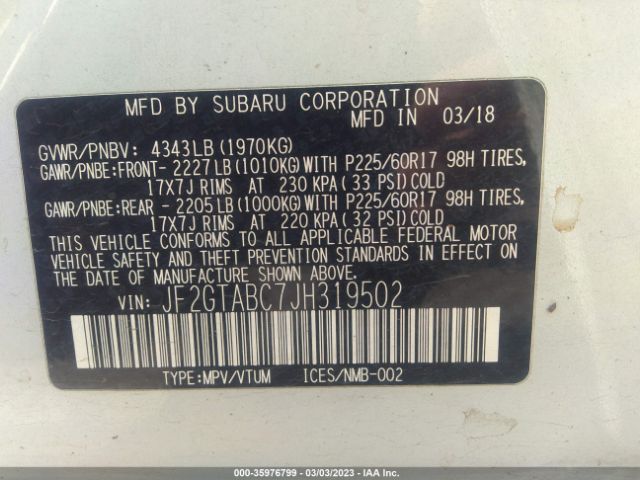 MFD BY SUBARU CORPORATION
MFD IN 03/18
GVWR/PNBV: 4343LB (1970KG)
GAWR/PNBE:FRONT- 2227LB (1010KG) WITH P225/60R17 98H TIRES,
17X7J RIMS AT 230 KPA (33 PSI) COLD
GAWR/PNBE:REAR - 2205LB (1000KG) WITH P225/60R17 98H TIRES,
17X7J RIMS AT 220 KPA (32 PSI) COLD
THIS VEHICLE CONFORMS TO ALL APPLICABLE FEDERAL MOTOR
VEHICLE SAFETY AND THEFT PREVENTION STANDARDS IN EFFECT ON
THE DATE OF MANUFACTURE SHOWN ABOVE.
VIN: JF2GTABC7JH319502
TYPE:MPV/VTUM ICES/NMB-002
000-35976799 - 03/03/2023 - IAA Inc.